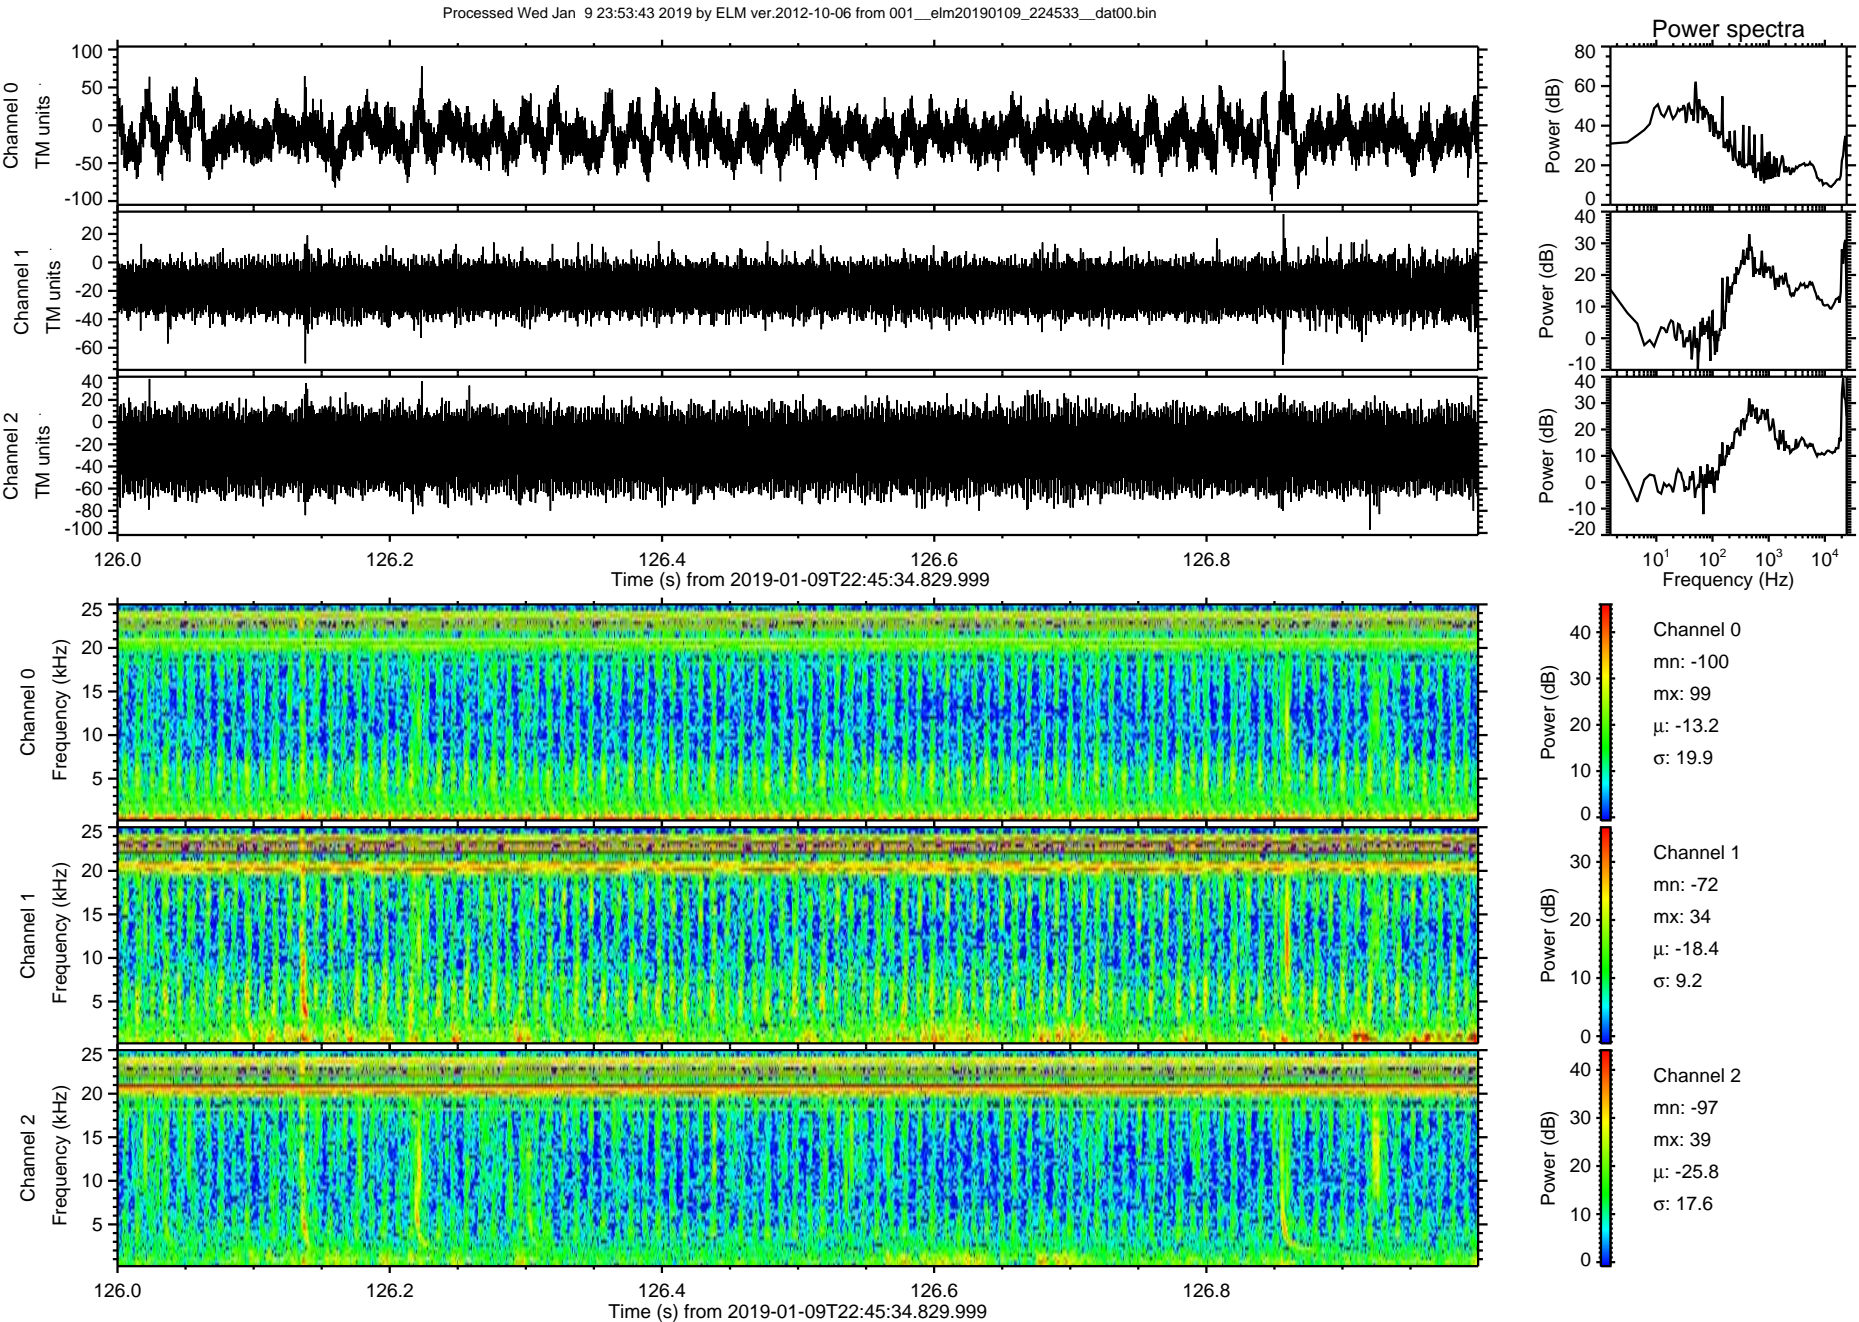 Processed Wed Jan  9 23:53:43 2019 by ELM ver.2012-10-06 from 001__elm20190109_224533__dat00.bin
Power spectra
Channel 0
TM units
100
50
0
-50
-100
Power (dB)
80
60
40
20
0
Channel 1
TM units
20
0
-20
-40
-60
Power (dB)
40
30
20
10
0
-10
Channel 2
TM units
40
20
0
-20
-40
-60
-80
-100
Power (dB)
40
30
20
10
0
-10
-20
126.0 126.2 126.4 126.6 126.8
Time (s) from 2019-01-09T22:45:34.829.999
10¹ 10² 10³ 10⁴
Frequency (Hz)
Channel 0
Frequency (kHz)
25
20
15
10
5
Power (dB)
40
30
20
10
0
Channel 0
mn: -100
mx: 99
μ: -13.2
σ: 19.9
Channel 1
Frequency (kHz)
25
20
15
10
5
Power (dB)
30
20
10
0
Channel 1
mn: -72
mx: 34
μ: -18.4
σ: 9.2
Channel 2
Frequency (kHz)
25
20
15
10
5
Power (dB)
40
30
20
10
0
Channel 2
mn: -97
mx: 39
μ: -25.8
σ: 17.6
126.0 126.2 126.4 126.6 126.8
Time (s) from 2019-01-09T22:45:34.829.999